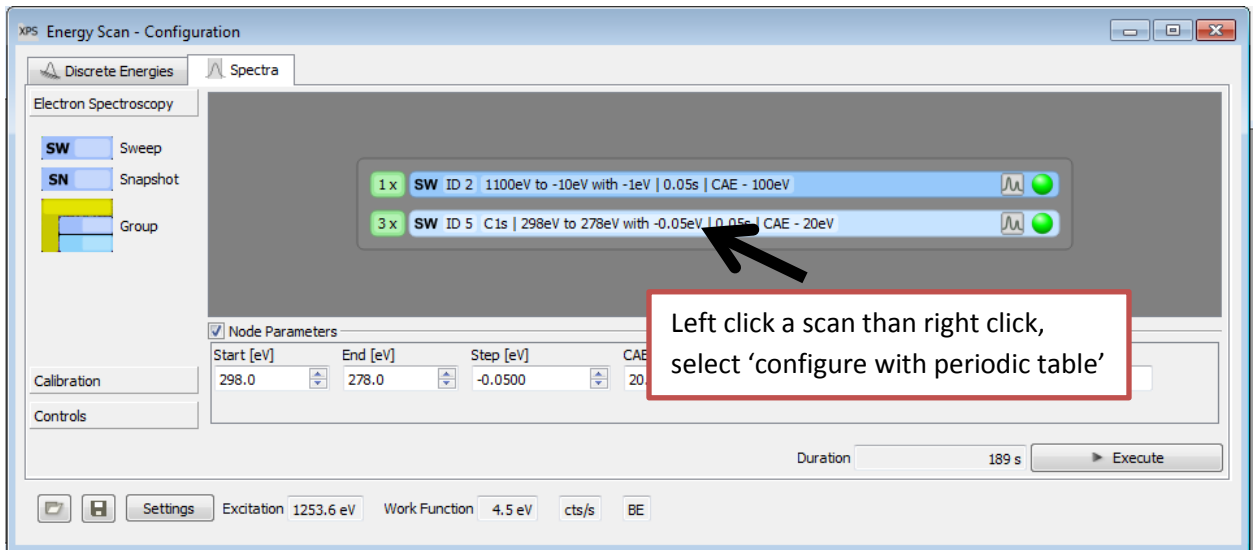 XPS Energy Scan - Configuration
Discrete Energies Spectra
Electron Spectroscopy
SW Sweep
SN Snapshot
Group
1 x SW ID 2 1100eV to -10eV with -1eV | 0.05s | CAE - 100eV
3 x SW ID 5 C1s | 298eV to 278eV with -0.05eV | 0.05s | CAE - 20eV
Left click a scan than right click,
select ‘configure with periodic table’
Node Parameters
Start [eV] End [eV] Step [eV] CAE
298.0 278.0 -0.0500 20.
Calibration
Controls
Duration 189 s Execute
Settings Excitation 1253.6 eV Work Function 4.5 eV cts/s BE